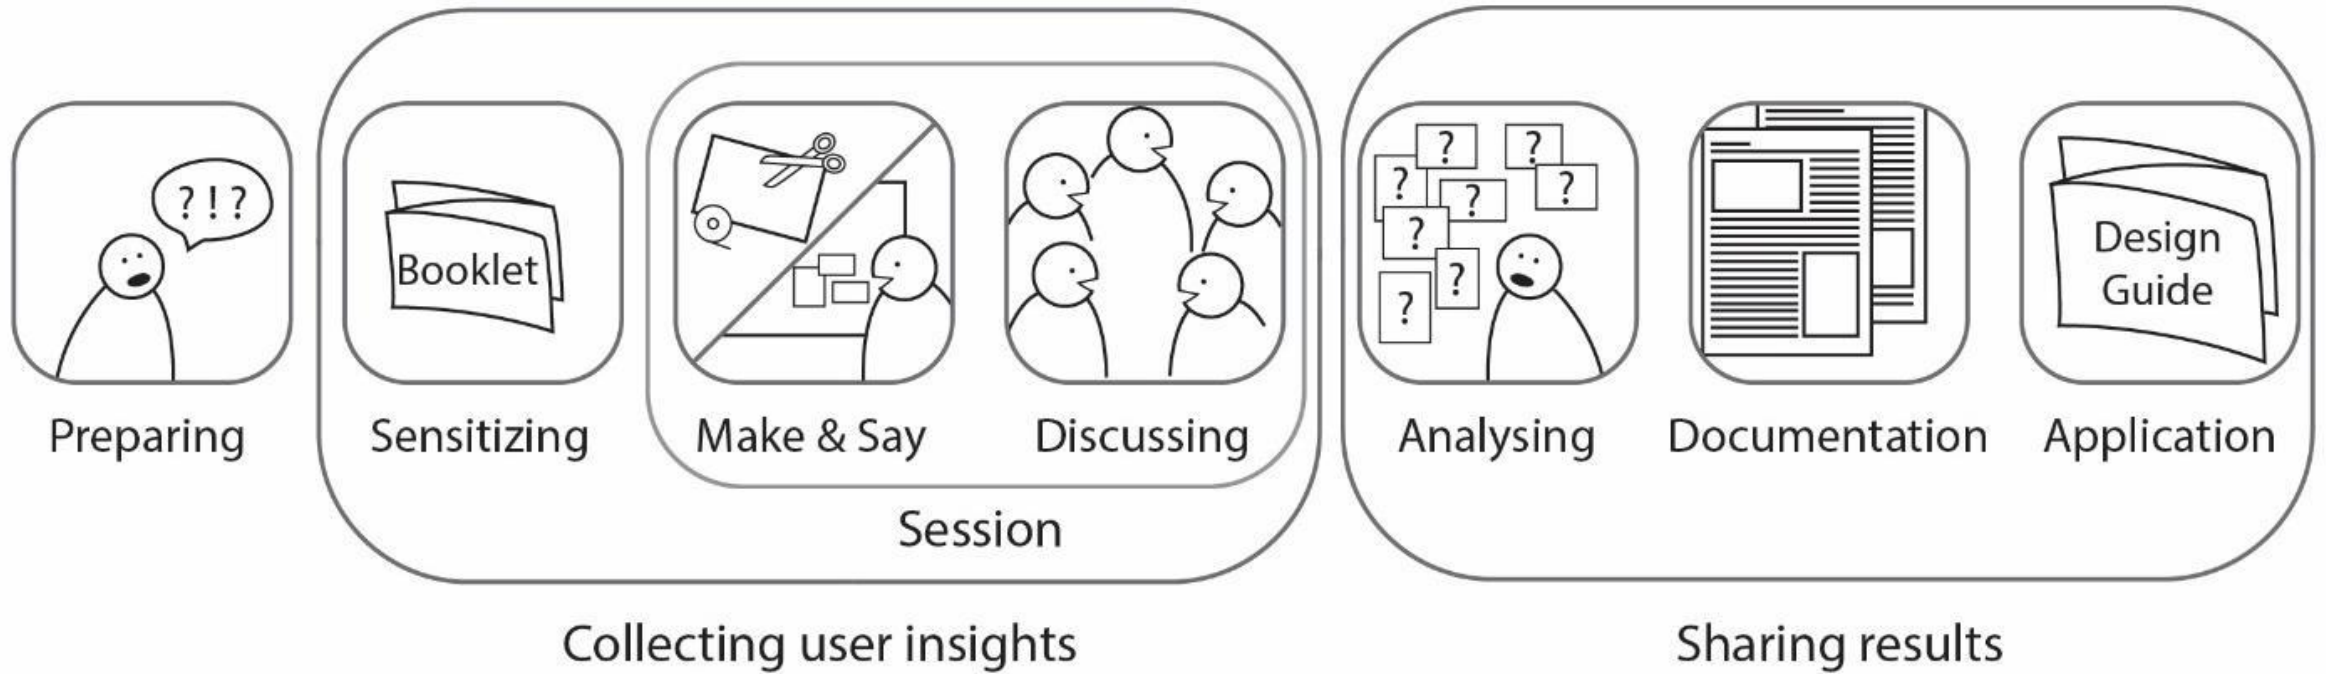 ? ! ?
Booklet
? ?
? ?
?
?
?
?
Design
Guide
Preparing
Sensitizing
Make & Say
Discussing
Analysing
Documentation
Application
Session
Collecting user insights
Sharing results